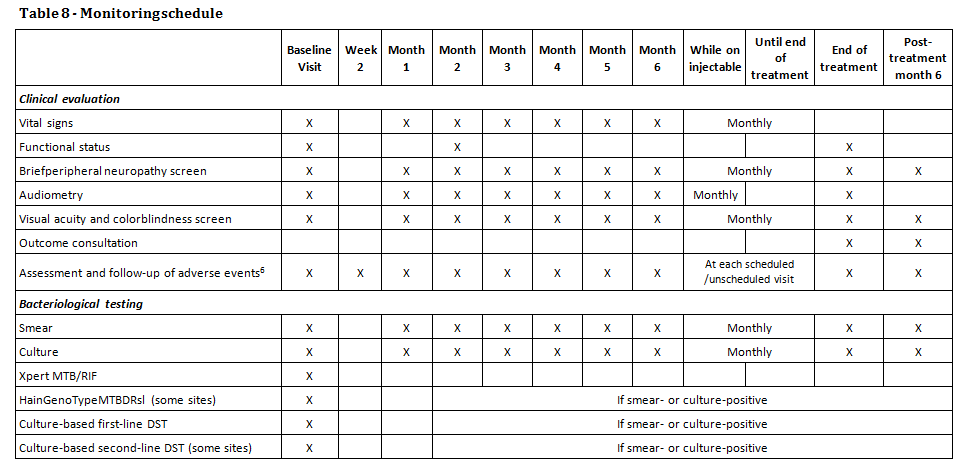 Table 8 - Monitoringschedule
Baseline Visit Week 2 Month 1 Month 2 Month 3 Month 4 Month 5 Month 6 While on injectable Until end of treatment End of treatment Post-treatment month 6
Clinical evaluation
Vital signs X X X X X X X Monthly
Functional status X X X
Briefperipheral neuropathy screen X X X X X X X Monthly X X
Audiometry X X X X X X X Monthly X
Visual acuity and colorblindness screen X X X X X X X Monthly X X
Outcome consultation X X
Assessment and follow-up of adverse events⁶ X X X X X X X X At each scheduled /unscheduled visit X X
Bacteriological testing
Smear X X X X X X X Monthly X X
Culture X X X X X X X Monthly X X
Xpert MTB/RIF X
HainGenoTypeMTBDRsl (some sites) X If smear- or culture-positive
Culture-based first-line DST X If smear- or culture-positive
Culture-based second-line DST (some sites) X If smear- or culture-positive